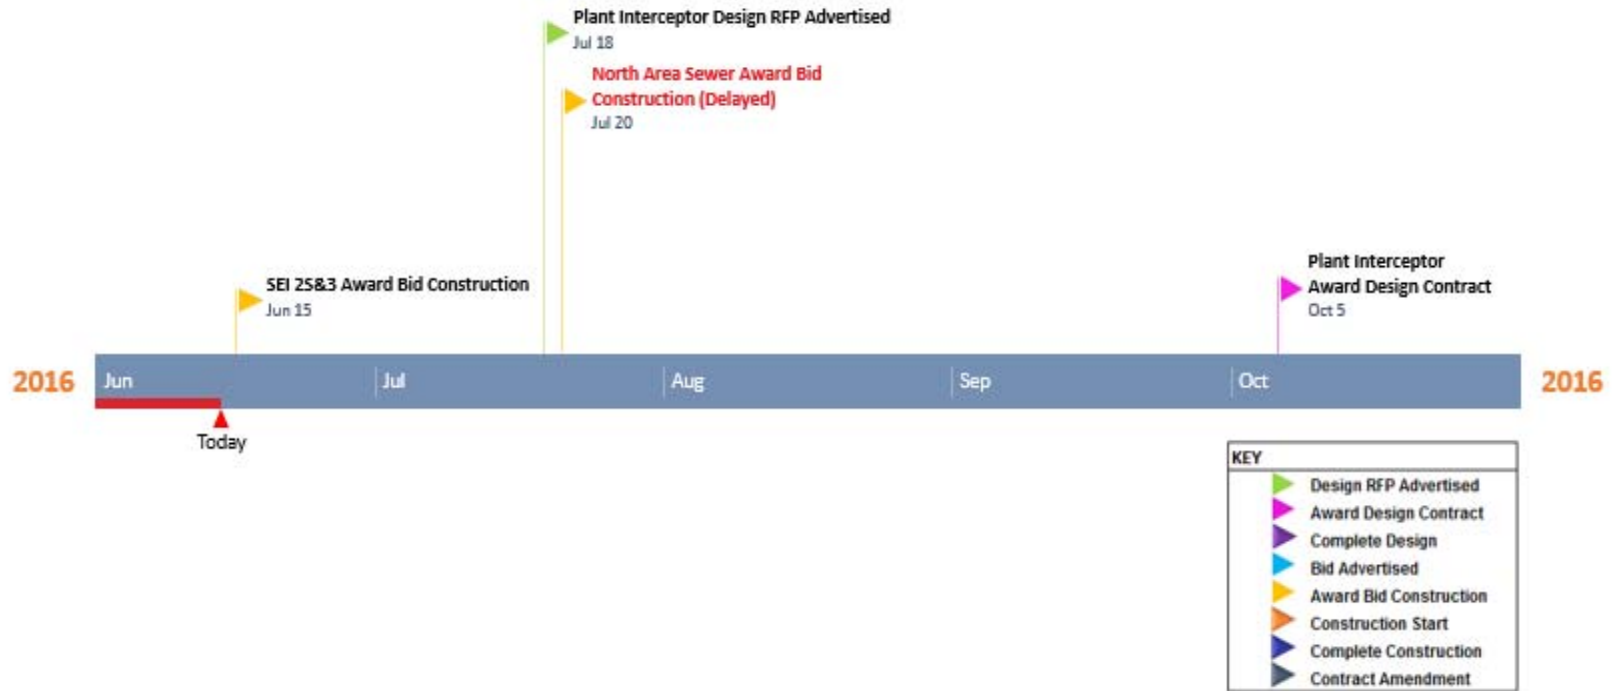 Plant Interceptor Design RFP Advertised
Jul 18
North Area Sewer Award Bid
Construction (Delayed)
Jul 20
SEI 2S&3 Award Bid Construction
Jun 15
Plant Interceptor
Award Design Contract
Oct 5
2016 Jun Jul Aug Sep Oct 2016
Today
KEY
Design RFP Advertised
Award Design Contract
Complete Design
Bid Advertised
Award Bid Construction
Construction Start
Complete Construction
Contract Amendment